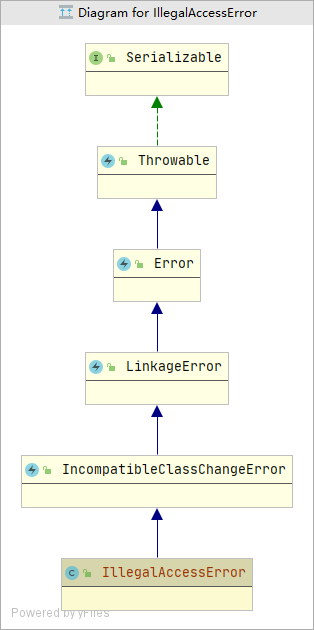 Diagram for IllegalAccessError
I Serializable
Throwable
Error
LinkageError
IncompatibleClassChangeError
C IllegalAccessError
Powered by yFiles